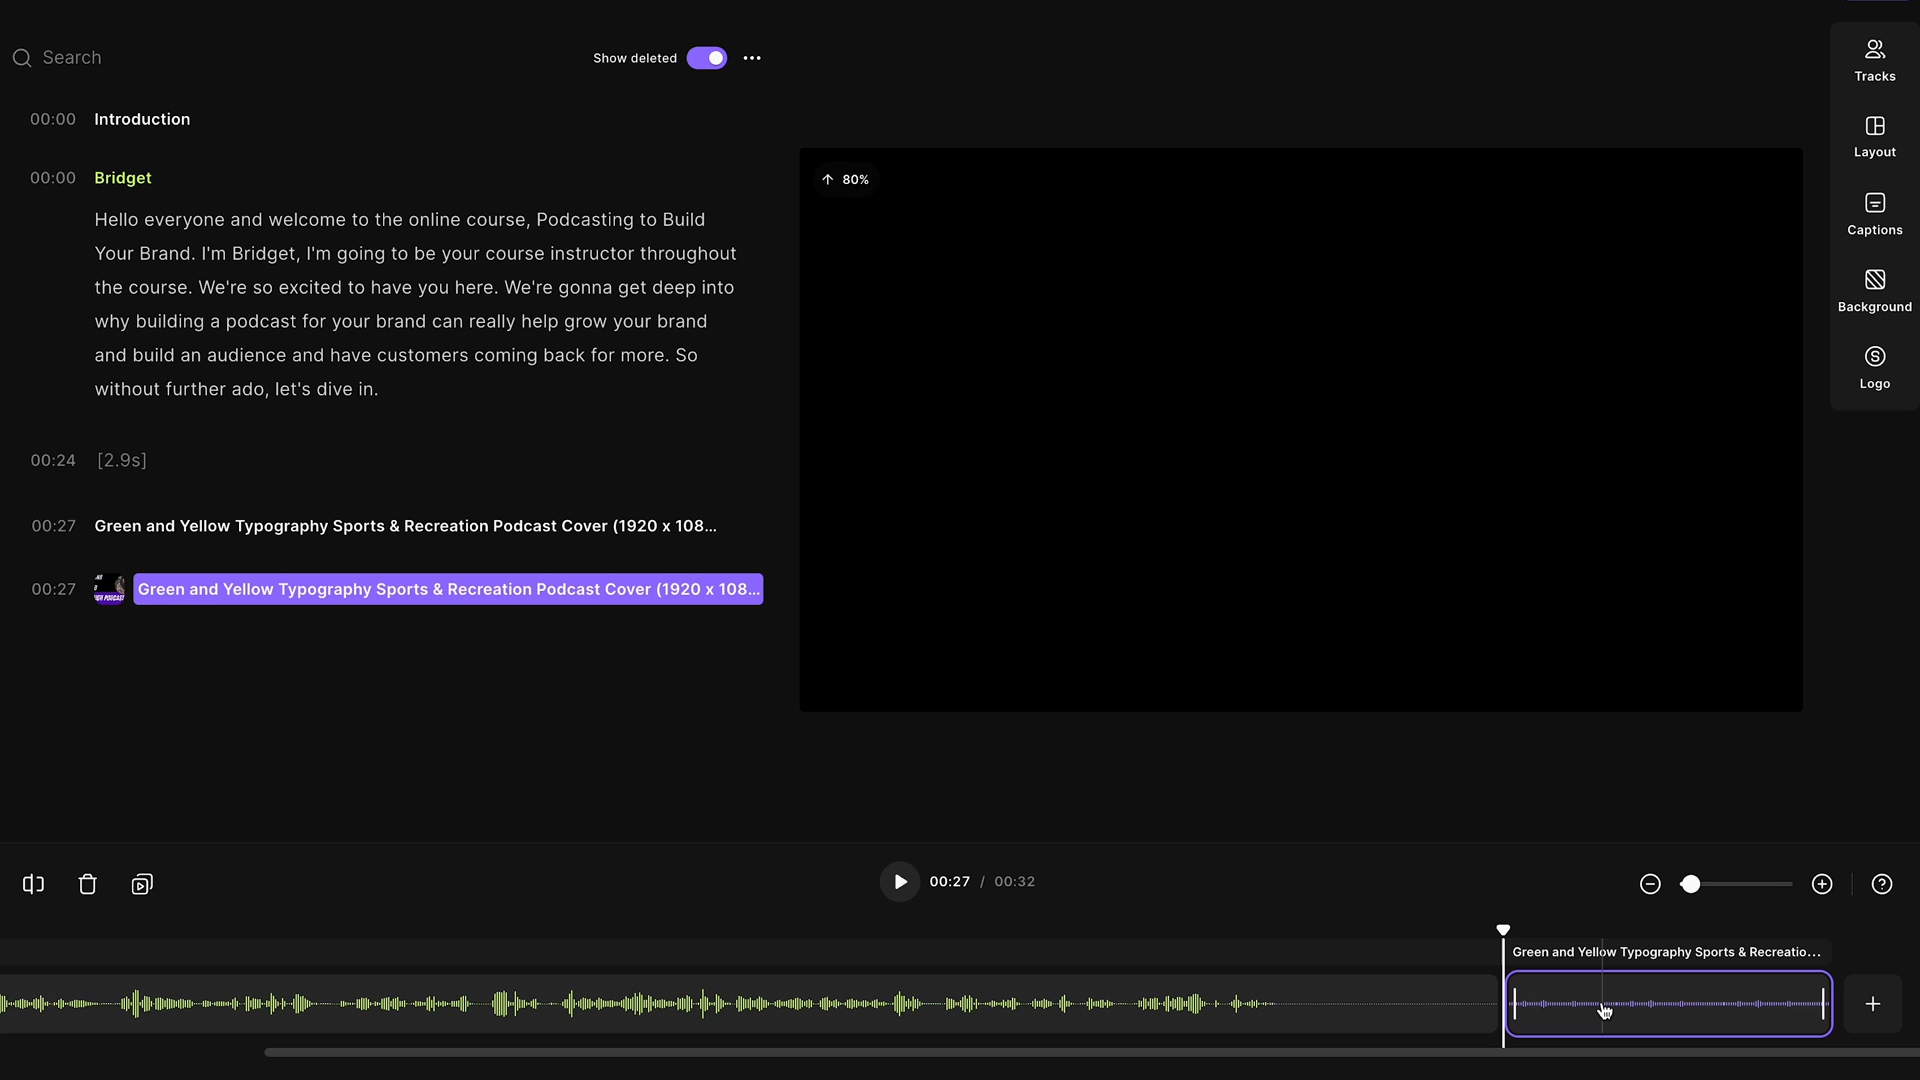 Search
Show deleted
00:00 Introduction
00:00 Bridget
Hello everyone and welcome to the online course, Podcasting to Build
Your Brand. I'm Bridget, I'm going to be your course instructor throughout
the course. We're so excited to have you here. We're gonna get deep into
why building a podcast for your brand can really help grow your brand
and build an audience and have customers coming back for more. So
without further ado, let's dive in.
00:24 [2.9s]
00:27 Green and Yellow Typography Sports & Recreation Podcast Cover (1920 x 108...
00:27 Green and Yellow Typography Sports & Recreation Podcast Cover (1920 x 108...
80%
Tracks
Layout
Captions
Background
Logo
00:27 / 00:32
Green and Yellow Typography Sports & Recreatio...